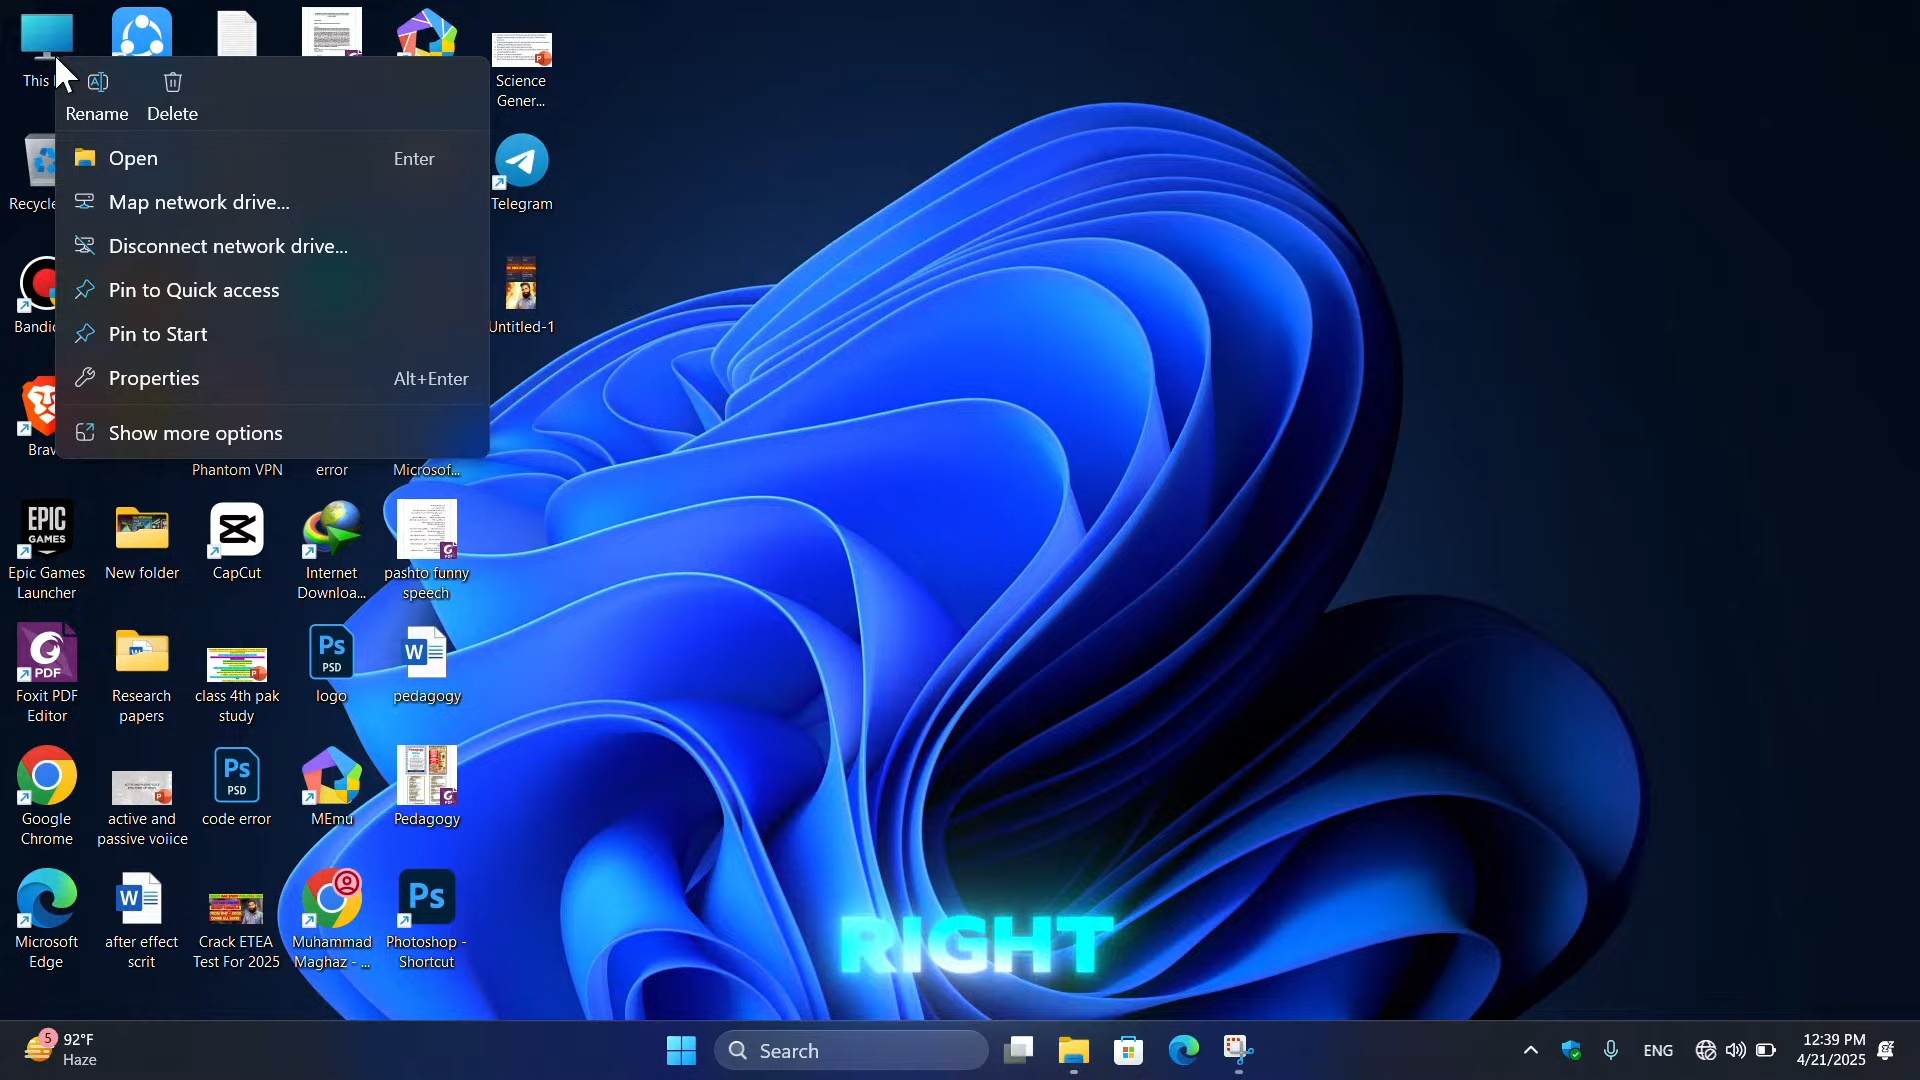 This
Rename
Delete
Open
Enter
Map network drive...
Disconnect network drive...
Pin to Quick access
Pin to Start
Properties
Alt+Enter
Show more options
Science
Gener...
Telegram
Untitled-1
Recycle
Bandic
Brav
Phantom VPN
error
Microsof...
EPIC
GAMES
Epic Games
Launcher
New folder
CapCut
Internet
Downloa...
pashto funny
speech
PDF
Foxit PDF
Editor
Research
papers
class 4th pak
study
Ps
PSD
logo
W
pedagogy
Google
Chrome
active and
passive voiice
Ps
PSD
code error
MEmu
Pedagogy
Microsoft
Edge
W
after effect
scrit
Crack ETEA
Test For 2025
Muhammad
Maghaz - ...
Ps
Photoshop -
Shortcut
RIGHT
5
92°F
Haze
Search
ENG
12:39 PM
4/21/2025